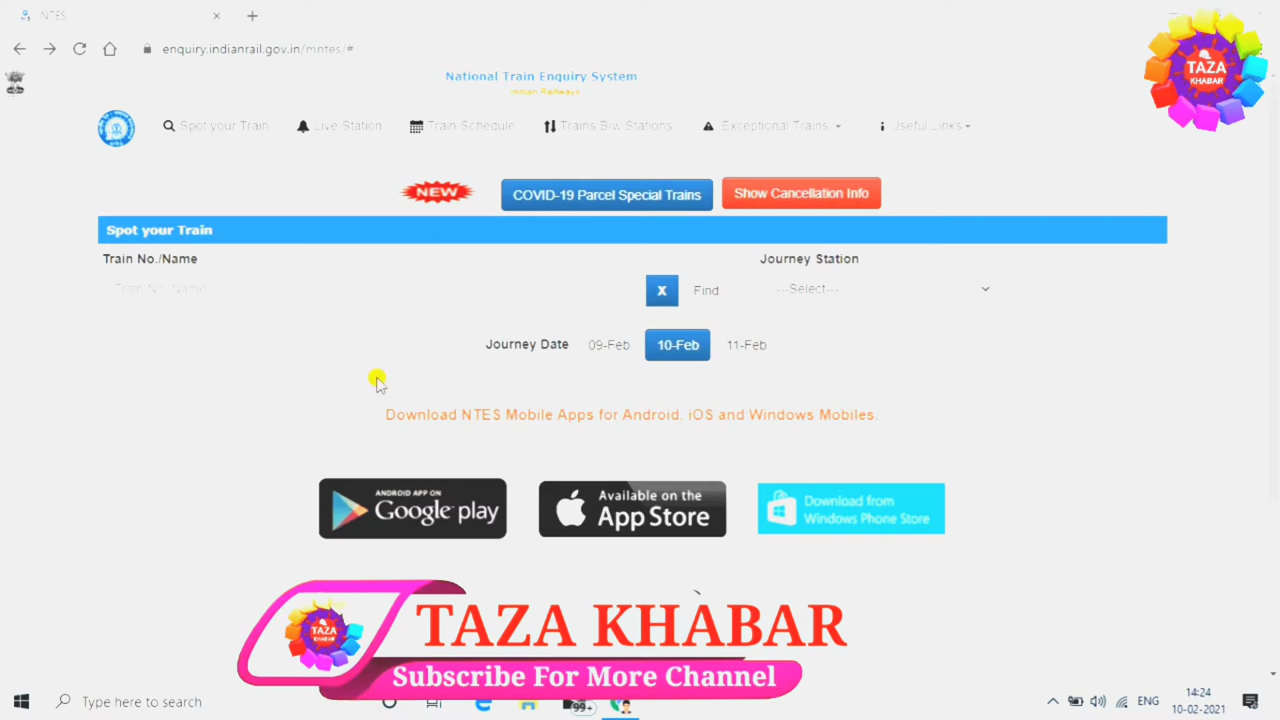 NTES
enquiry.indianrail.gov.in/mntes/#
TAZA
KHABAR
National Train Enquiry System
Indian Railways
Spot your Train
Live Station
Train Schedule
Trains B/w Stations
Exceptional Trains
Useful Links
NEW
COVID-19 Parcel Special Trains
Show Cancellation Info
Spot your Train
Train No./Name
Journey Station
Train No./Name
X
Find
---Select---
Journey Date
09-Feb
10-Feb
11-Feb
Download NTES Mobile Apps for Android, iOS and Windows Mobiles.
ANDROID APP ON
Google play
Available on the
App Store
Download from
Windows Phone Store
TAZA
KHABAR
TAZA KHABAR
Subscribe For More Channel
Type here to search
99+
ENG
14:24
10-02-2021